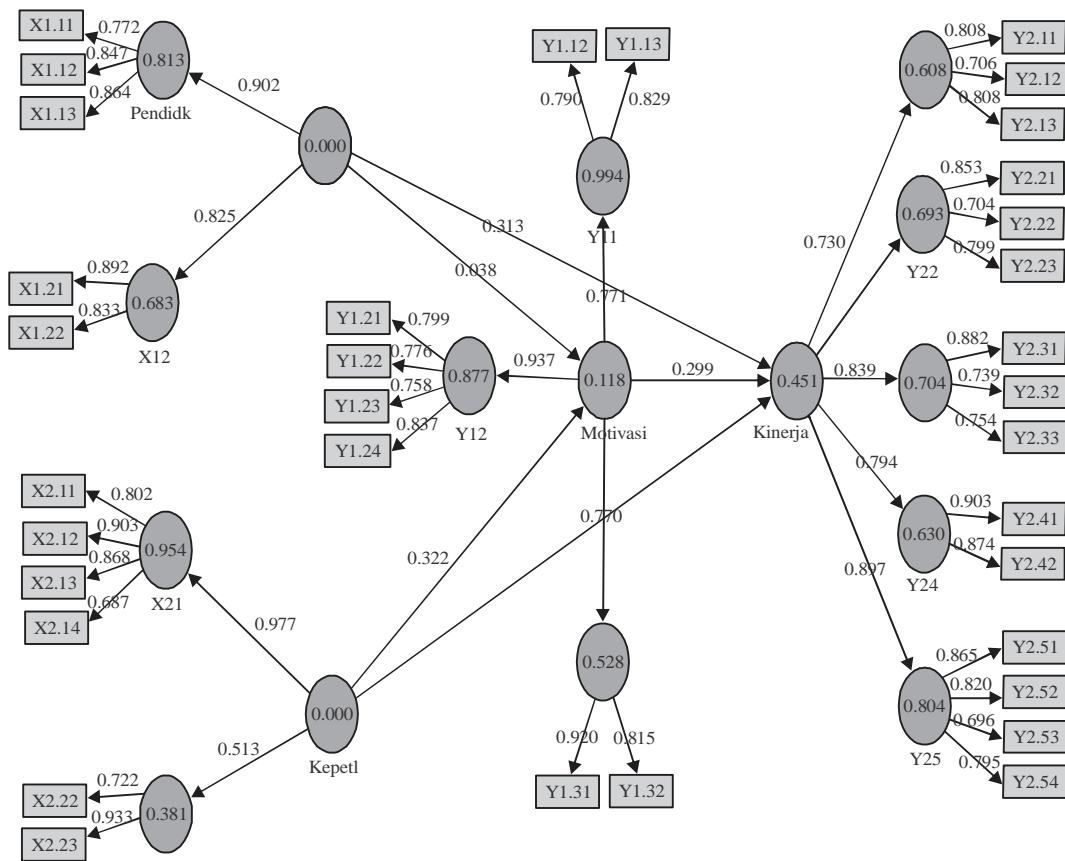 X1.11
0.772
X1.12
0.847
X1.13
0.864
0.813
Pendidk
0.902
0.000
0.825
X1.21
0.892
X1.22
0.833
0.683
X12
0.313
0.038
Y1.12
Y1.13
0.790
0.829
0.994
Y11
0.771
Y1.21
0.799
Y1.22
0.776
Y1.23
0.758
Y1.24
0.837
0.877
Y12
0.937
0.118
Motivasi
0.299
0.451
Kinerja
0.730
0.608
0.808
Y2.11
0.706
Y2.12
0.808
Y2.13
0.693
Y22
0.853
Y2.21
0.704
Y2.22
0.799
Y2.23
0.839
0.704
0.882
Y2.31
0.739
Y2.32
0.754
Y2.33
0.794
0.630
Y24
0.903
Y2.41
0.874
Y2.42
0.897
0.804
Y25
0.865
Y2.51
0.820
Y2.52
0.696
Y2.53
0.795
Y2.54
X2.11
0.802
X2.12
0.903
X2.13
0.868
X2.14
0.687
0.954
X21
0.977
0.322
0.770
0.000
Kepetl
0.513
X2.22
0.722
X2.23
0.933
0.381
0.528
0.920
0.815
Y1.31
Y1.32